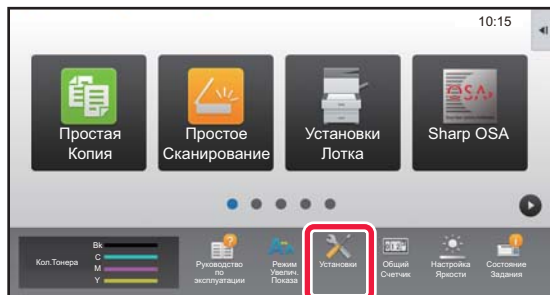 10:15
Простая
Копия
Простое
Сканирование
Установки
Лотка
Sharp OSA
Кол.Тонера
Bk
C
M
Y
Руководство
по
эксплуатации
Режим
Увелич.
Показа
Установки
Общий
Счетчик
Настройка
Яркости
Состояние
Задания